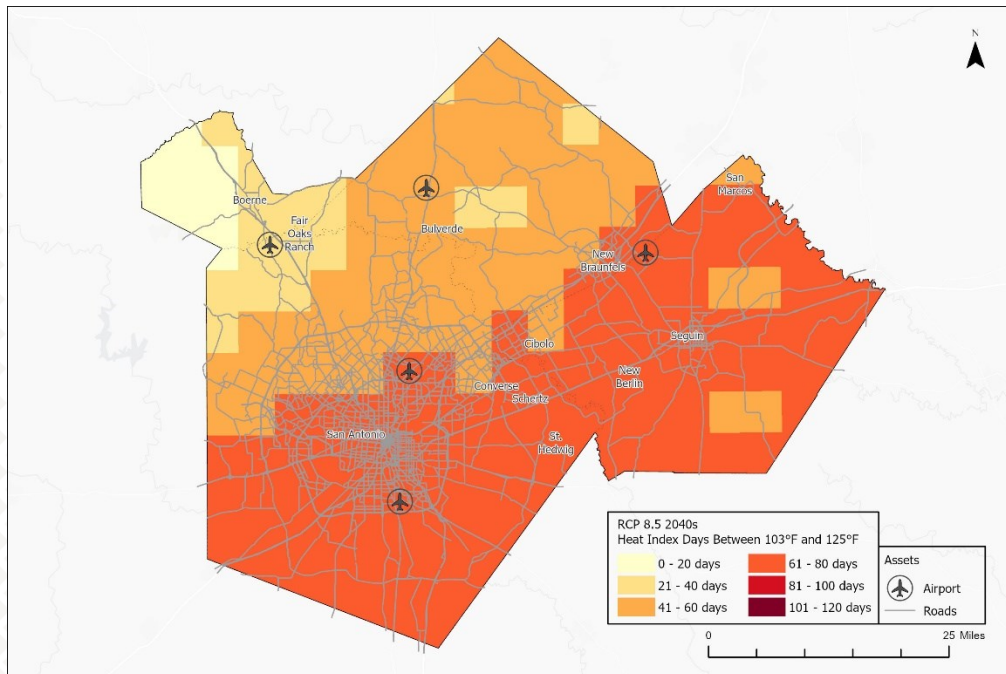 N
San
Marcos
Boerne
Fair
Oaks
Ranch
Bulverde
New
Braunfels
Seguin
Cibolo
New
Berlin
Converse
Schertz
San Antonio
St.
Hedwig
RCP 8.5 2040s
Heat Index Days Between 103°F and 125°F
0 - 20 days
21 - 40 days
41 - 60 days
61 - 80 days
81 - 100 days
101 - 120 days
Assets
Airport
Roads
0
25 Miles